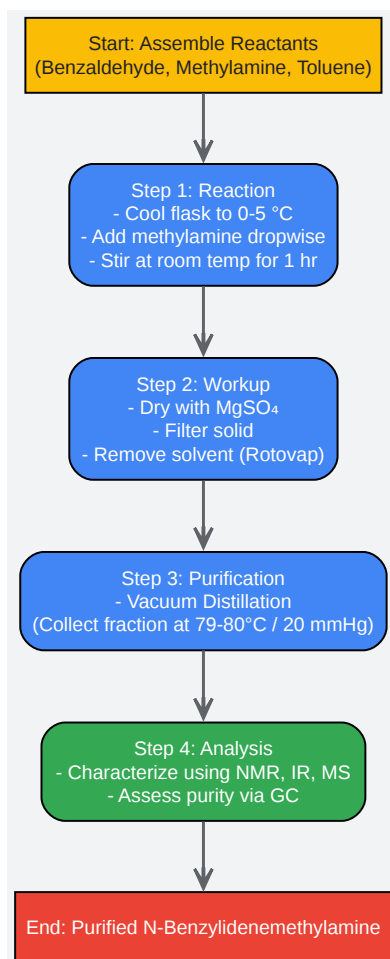 Start: Assemble Reactants
(Benzaldehyde, Methylamine, Toluene)
Step 1: Reaction
- Cool flask to 0-5 °C
- Add methylamine dropwise
- Stir at room temp for 1 hr
Step 2: Workup
- Dry with MgSO₄
- Filter solid
- Remove solvent (Rotovap)
Step 3: Purification
- Vacuum Distillation
(Collect fraction at 79-80°C / 20 mmHg)
Step 4: Analysis
- Characterize using NMR, IR, MS
- Assess purity via GC
End: Purified N-Benzylidenemethylamine